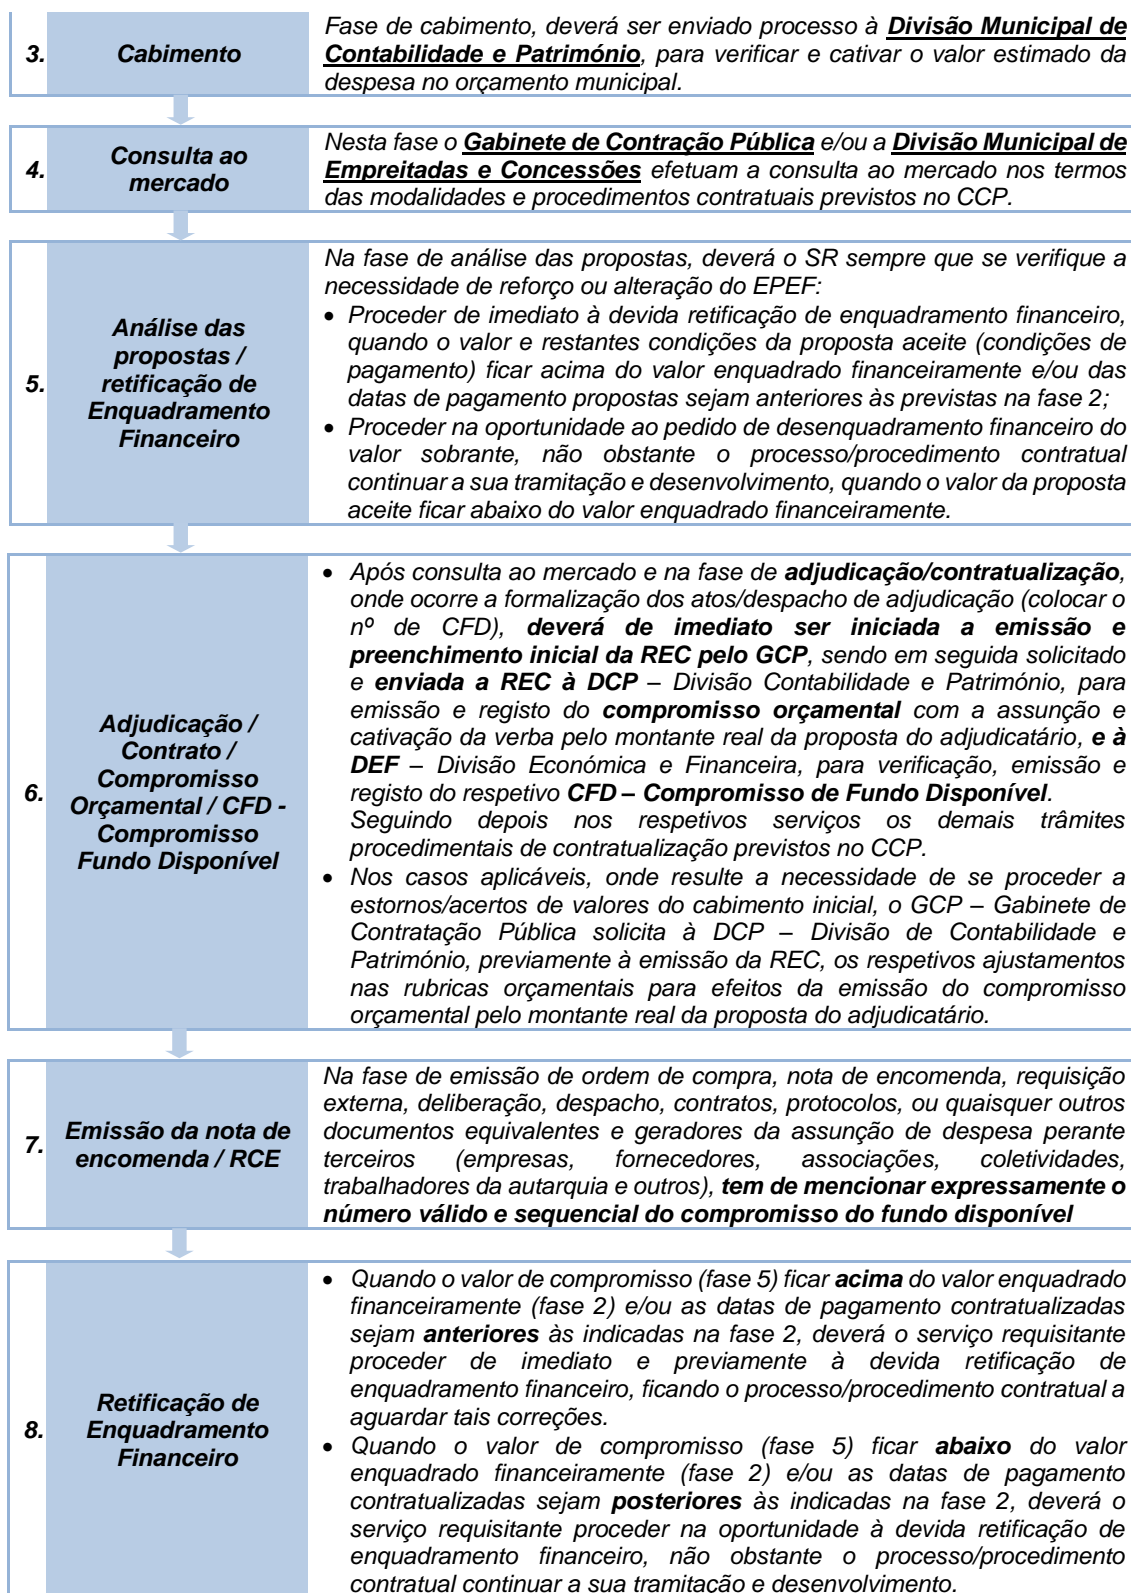 3.
Cabimento
Fase de cabimento, deverá ser enviado processo à Divisão Municipal de
Contabilidade e Património, para verificar e cativar o valor estimado da
despesa no orçamento municipal.
4.
Consulta ao
mercado
Nesta fase o Gabinete de Contração Pública e/ou a Divisão Municipal de
Empreitadas e Concessões efetuam a consulta ao mercado nos termos
das modalidades e procedimentos contratuais previstos no CCP.
5.
Análise das
propostas /
retificação de
Enquadramento
Financeiro
Na fase de análise das propostas, deverá o SR sempre que se verifique a
necessidade de reforço ou alteração do EPEF:
• Proceder de imediato à devida retificação de enquadramento financeiro,
quando o valor e restantes condições da proposta aceite (condições de
pagamento) ficar acima do valor enquadrado financeiramente e/ou das
datas de pagamento propostas sejam anteriores às previstas na fase 2;
• Proceder na oportunidade ao pedido de desenquadramento financeiro do
valor sobrante, não obstante o processo/procedimento contratual
continuar a sua tramitação e desenvolvimento, quando o valor da proposta
aceite ficar abaixo do valor enquadrado financeiramente.
6.
Adjudicação /
Contrato /
Compromisso
Orçamental / CFD -
Compromisso
Fundo Disponível
• Após consulta ao mercado e na fase de adjudicação/contratualização,
onde ocorre a formalização dos atos/despacho de adjudicação (colocar o
nº de CFD), deverá de imediato ser iniciada a emissão e
preenchimento inicial da REC pelo GCP, sendo em seguida solicitado
e enviada a REC à DCP – Divisão Contabilidade e Património, para
emissão e registo do compromisso orçamental com a assunção e
cativação da verba pelo montante real da proposta do adjudicatário, e à
DEF – Divisão Económica e Financeira, para verificação, emissão e
registo do respetivo CFD – Compromisso de Fundo Disponível.
Seguindo depois nos respetivos serviços os demais trâmites
procedimentais de contratualização previstos no CCP.
• Nos casos aplicáveis, onde resulte a necessidade de se proceder a
estornos/acertos de valores do cabimento inicial, o GCP – Gabinete de
Contratação Pública solicita à DCP – Divisão de Contabilidade e
Património, previamente à emissão da REC, os respetivos ajustamentos
nas rubricas orçamentais para efeitos da emissão do compromisso
orçamental pelo montante real da proposta do adjudicatário.
7.
Emissão da nota de
encomenda / RCE
Na fase de emissão de ordem de compra, nota de encomenda, requisição
externa, deliberação, despacho, contratos, protocolos, ou quaisquer outros
documentos equivalentes e geradores da assunção de despesa perante
terceiros (empresas, fornecedores, associações, coletividades,
trabalhadores da autarquia e outros), tem de mencionar expressamente o
número válido e sequencial do compromisso do fundo disponível
8.
Retificação de
Enquadramento
Financeiro
• Quando o valor de compromisso (fase 5) ficar acima do valor enquadrado
financeiramente (fase 2) e/ou as datas de pagamento contratualizadas
sejam anteriores às indicadas na fase 2, deverá o serviço requisitante
proceder de imediato e previamente à devida retificação de
enquadramento financeiro, ficando o processo/procedimento contratual a
aguardar tais correções.
• Quando o valor de compromisso (fase 5) ficar abaixo do valor
enquadrado financeiramente (fase 2) e/ou as datas de pagamento
contratualizadas sejam posteriores às indicadas na fase 2, deverá o
serviço requisitante proceder na oportunidade à devida retificação de
enquadramento financeiro, não obstante o processo/procedimento
contratual continuar a sua tramitação e desenvolvimento.